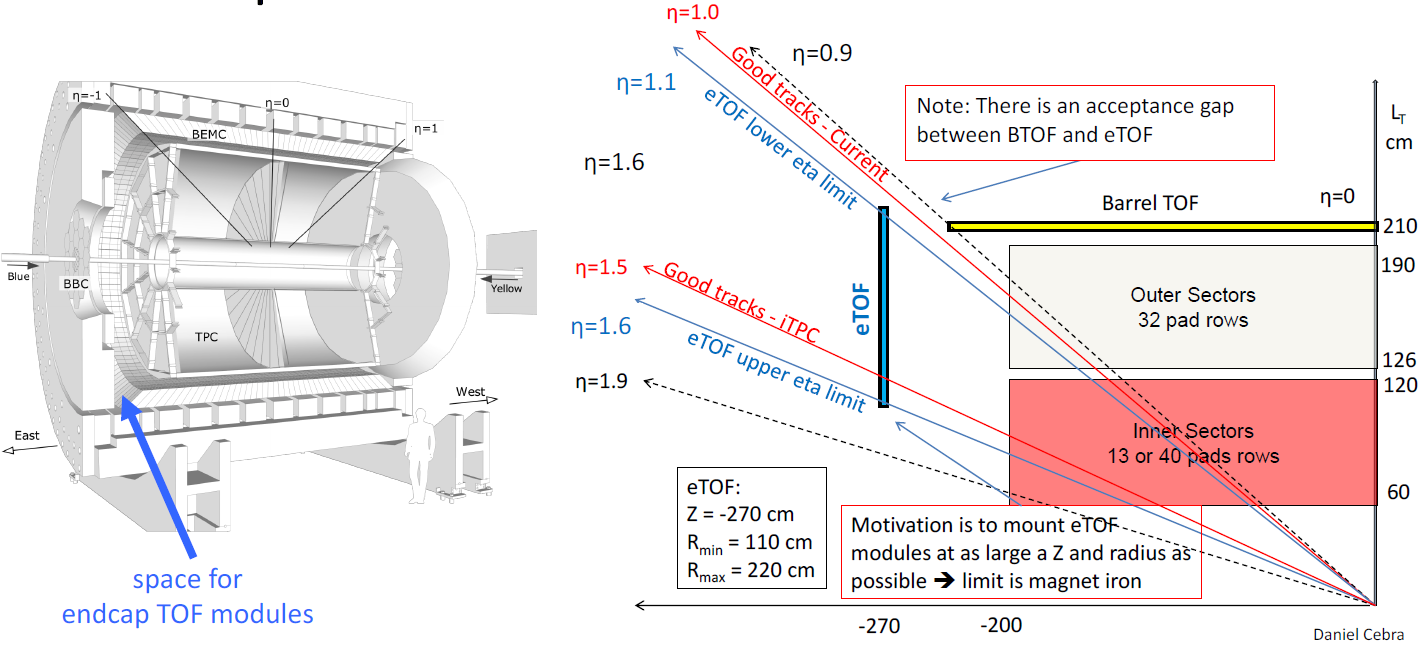 η=-1
η=0
η=1
BEMC
Blue
BBC
Yellow
TPC
West
East
space for
endcap TOF modules
η=1.0
η=0.9
η=1.1
Good tracks - Current
eTOF lower eta limit
Note: There is an acceptance gap
between BTOF and eTOF
L_T
cm
η=1.6
Barrel TOF
η=0
210
190
η=1.5
Good tracks - iTPC
eTOF
Outer Sectors
32 pad rows
η=1.6
eTOF upper eta limit
126
120
η=1.9
Inner Sectors
13 or 40 pads rows
60
eTOF:
Z = -270 cm
R_min = 110 cm
R_max = 220 cm
Motivation is to mount eTOF
modules at as large a Z and radius as
possible ➔ limit is magnet iron
-270
-200
Daniel Cebra